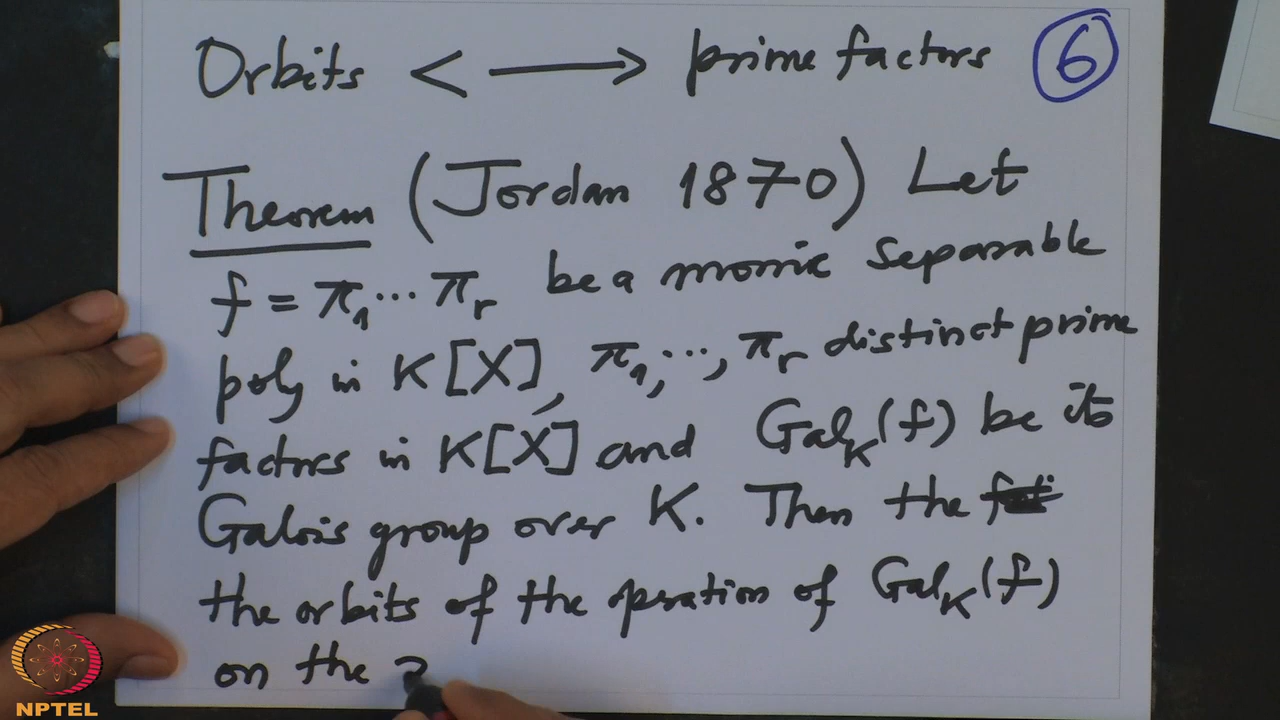 Orbits <—> prime factors 6
Theorem (Jordan 1870) Let
f = π₁ ⋯ πᵣ be a monic separable
poly in K[X], π₁, ⋯, πᵣ distinct prime
factors in K[X] and Gal_K(f) be its
Galois group over K. Then the
the orbits of the operation of Gal_K(f)
on the
NPTEL